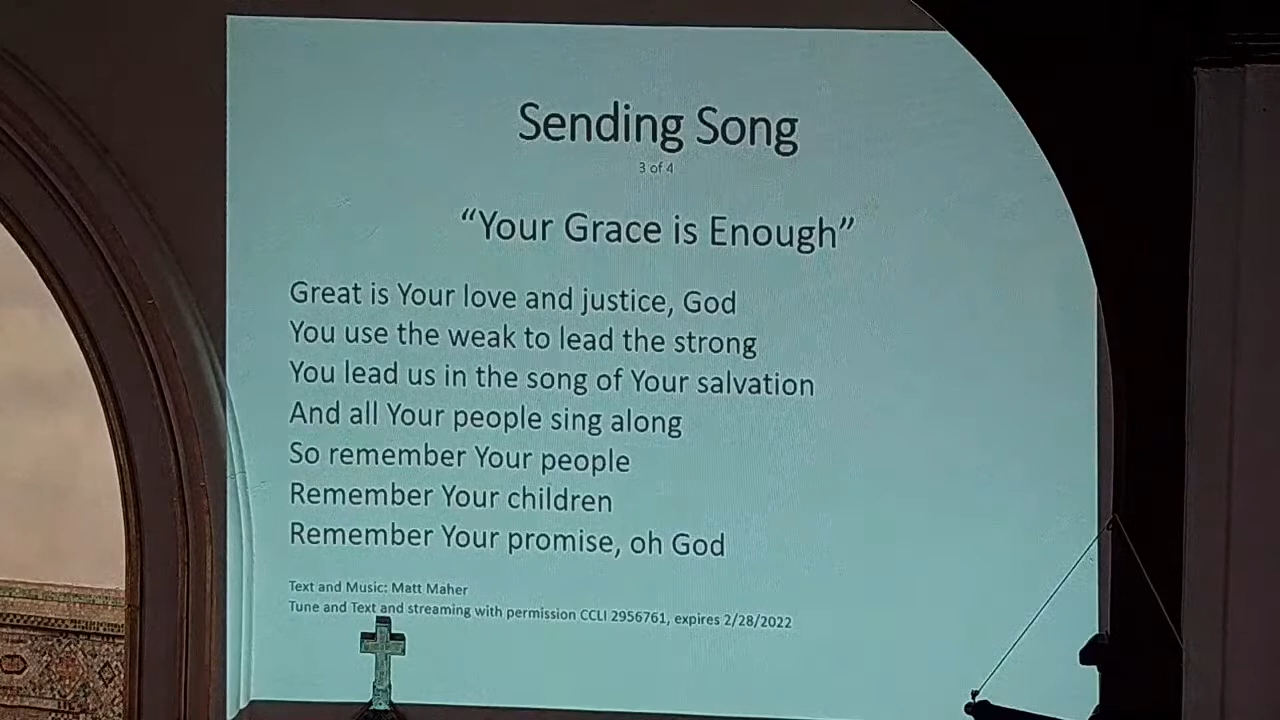 Sending Song
3 of 4
“Your Grace is Enough”
Great is Your love and justice, God
You use the weak to lead the strong
You lead us in the song of Your salvation
And all Your people sing along
So remember Your people
Remember Your children
Remember Your promise, oh God
Text and Music: Matt Maher
Tune and Text and streaming with permission CCLI 2956761, expires 2/28/2022